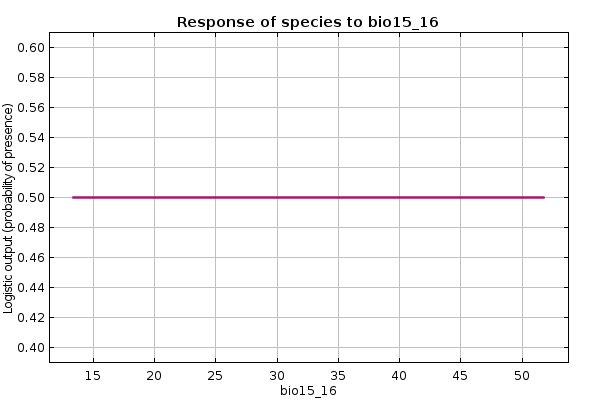 Response of species to bio15_16
Logistic output (probability of presence)
0.60
0.58
0.56
0.54
0.52
0.50
0.48
0.46
0.44
0.42
0.40
15 20 25 30 35 40 45 50
bio15_16